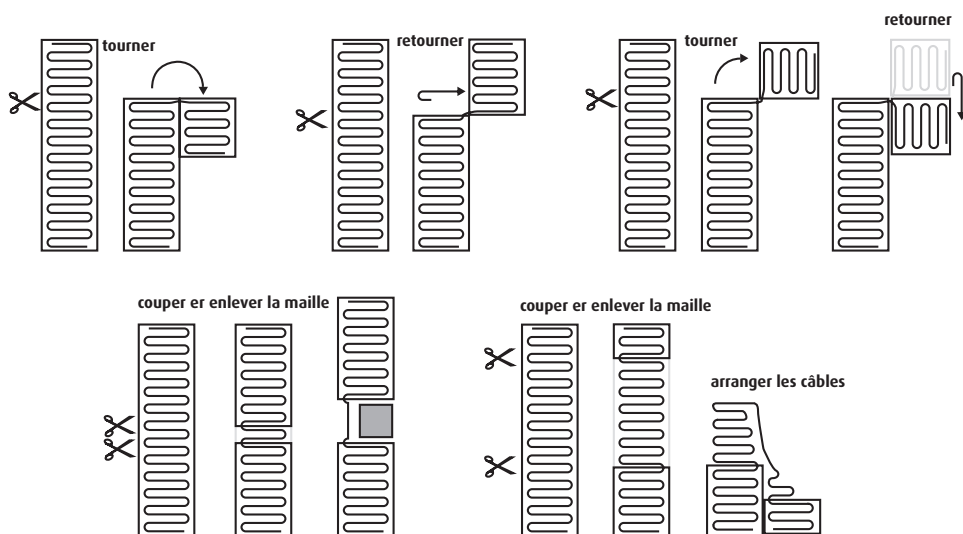 tourner
retourner
tourner
retourner
couper er enlever la maille
couper er enlever la maille
arranger les câbles